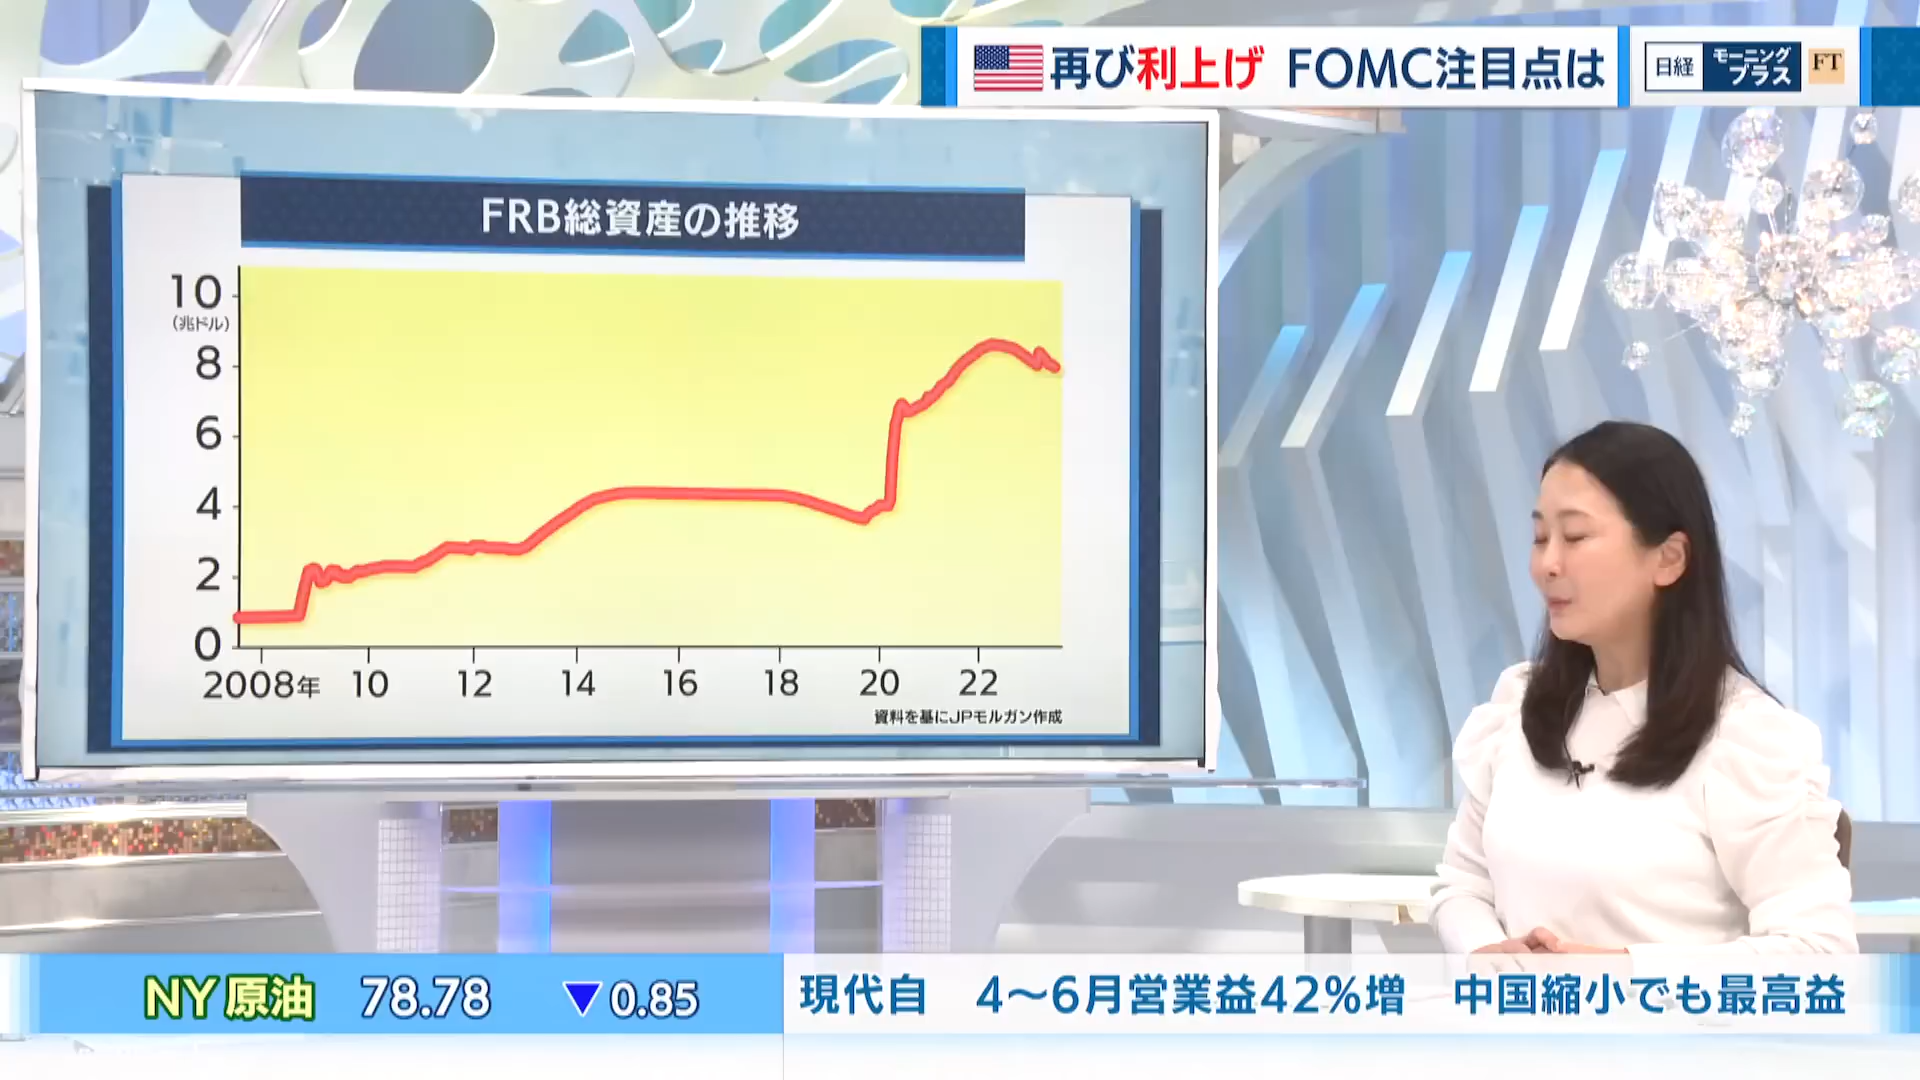 再び利上げ FOMC注目点は
日経
モーニング
プラス
FT
FRB総資産の推移
10
(兆ドル)
8
6
4
2
0
2008年 10 12 14 16 18 20 22
資料を基にJPモルガン作成
NY原油 78.78 ▼0.85
現代自 4〜6月営業益42%増 中国縮小でも最高益